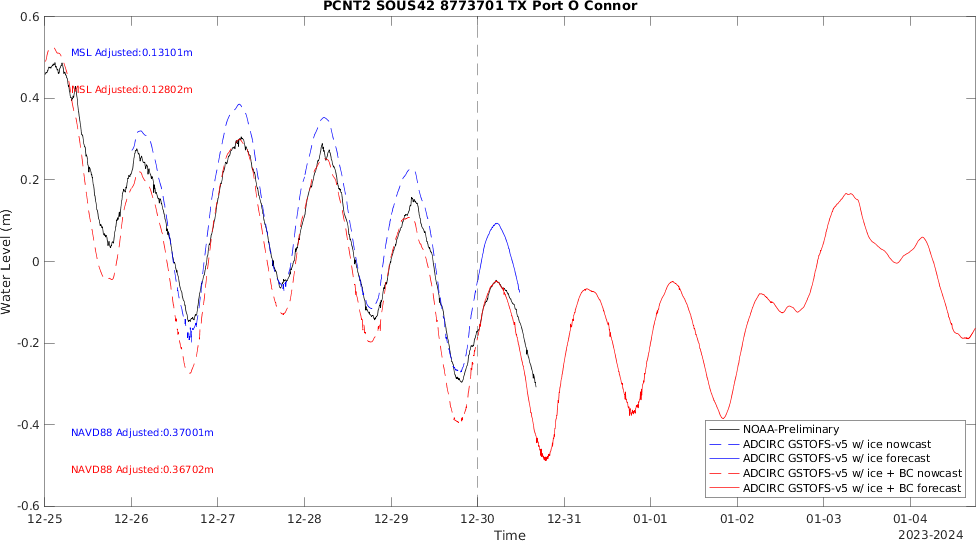 PCNT2 SOUS42 8773701 TX Port O Connor
0.6
MSL Adjusted:0.13101m
MSL Adjusted:0.12802m
0.4
0.2
0
-0.2
-0.4
-0.6
Water Level (m)
NAVD88 Adjusted:0.37001m
NAVD88 Adjusted:0.36702m
NOAA-Preliminary
ADCIRC GSTOFS-v5 w/ ice nowcast
ADCIRC GSTOFS-v5 w/ ice forecast
ADCIRC GSTOFS-v5 w/ ice + BC nowcast
ADCIRC GSTOFS-v5 w/ ice + BC forecast
12-25 12-26 12-27 12-28 12-29 12-30 12-31 01-01 01-02 01-03 01-04
Time
2023-2024